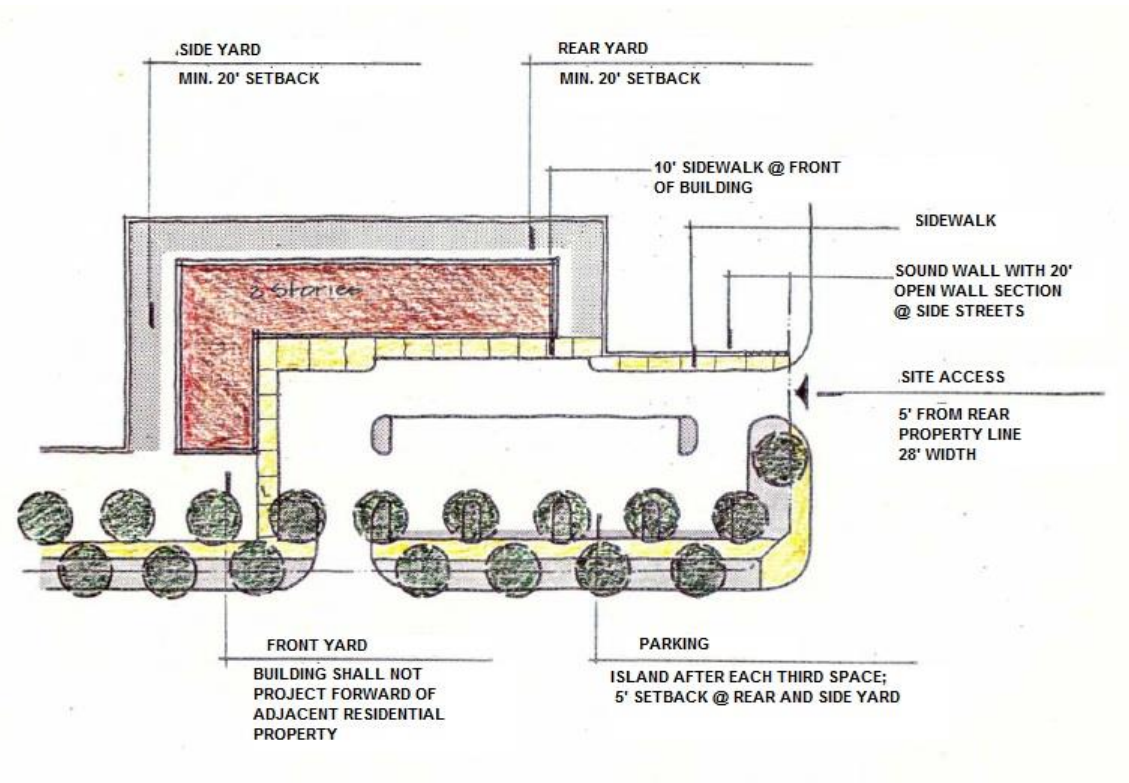 SIDE YARD
MIN. 20' SETBACK
REAR YARD
MIN. 20' SETBACK
10' SIDEWALK @ FRONT
OF BUILDING
SIDEWALK
SOUND WALL WITH 20'
OPEN WALL SECTION
@ SIDE STREETS
2 stories
SITE ACCESS
5' FROM REAR
PROPERTY LINE
28' WIDTH
FRONT YARD
BUILDING SHALL NOT
PROJECT FORWARD OF
ADJACENT RESIDENTIAL
PROPERTY
PARKING
ISLAND AFTER EACH THIRD SPACE;
5' SETBACK @ REAR AND SIDE YARD